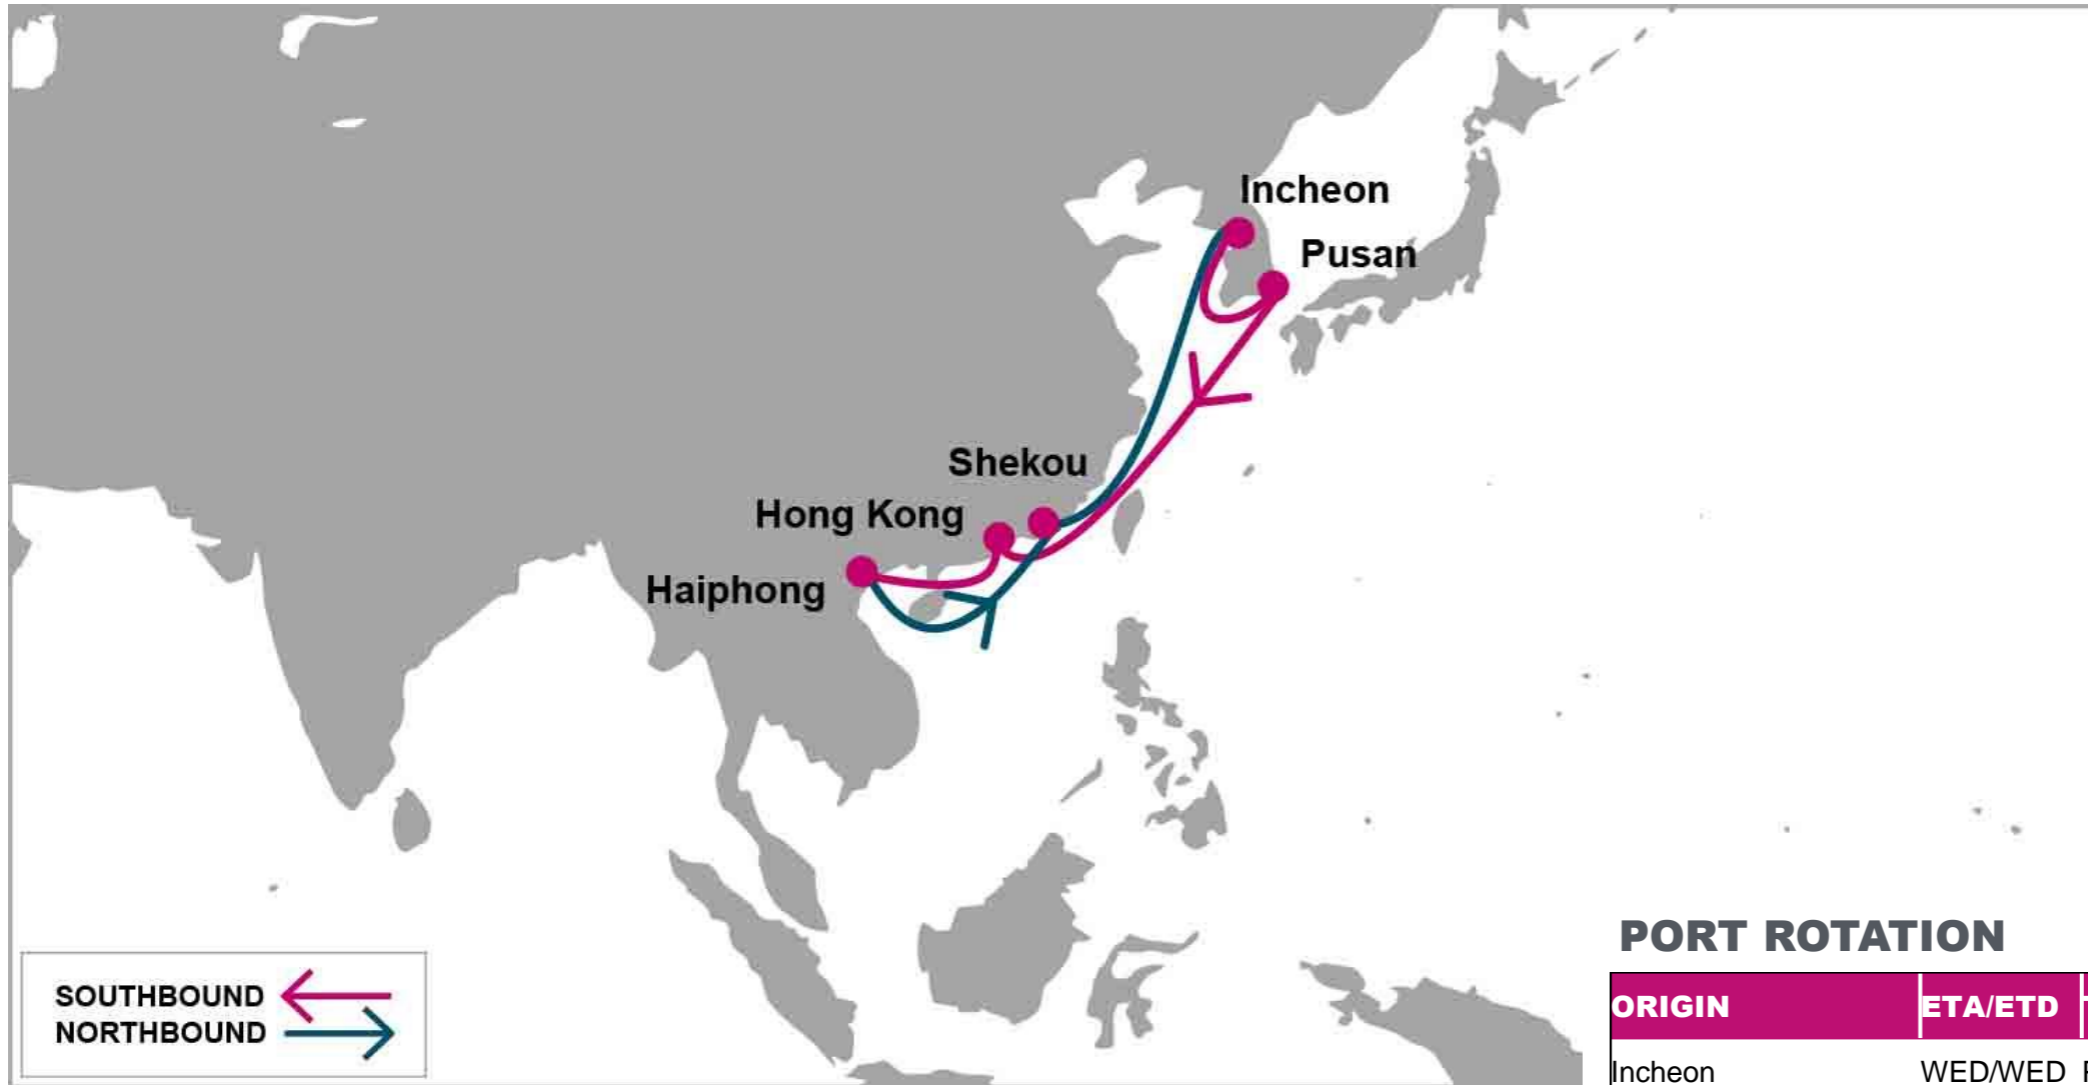 Incheon
Pusan
Shekou
Hong Kong
Haiphong
SOUTHBOUND
NORTHBOUND
PORT ROTATION
ORIGIN ETA/ETD
Incheon WED/WED